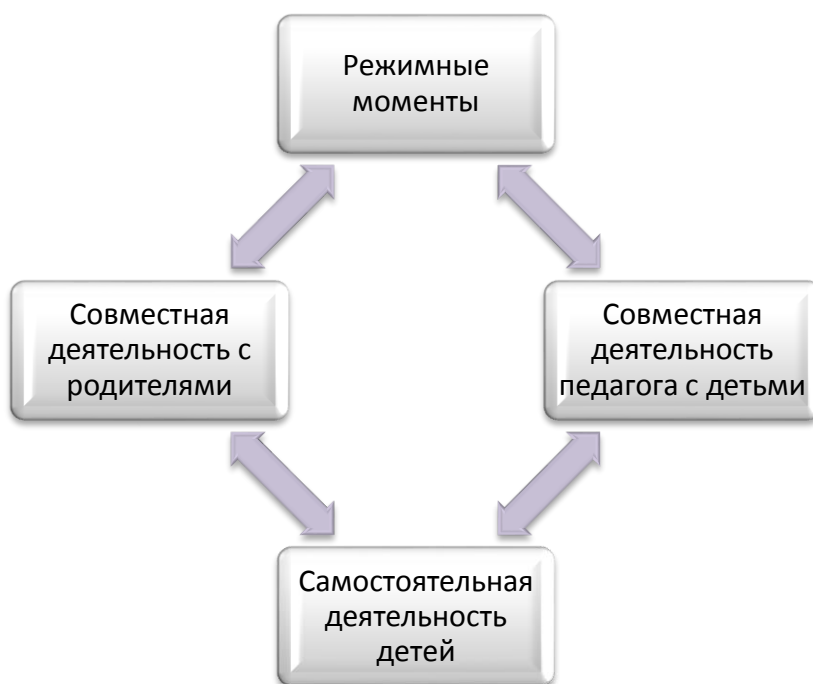 Режимные
моменты
Совместная
деятельность с
родителями
Совместная
деятельность
педагога с детьми
Самостоятельная
деятельность
детей